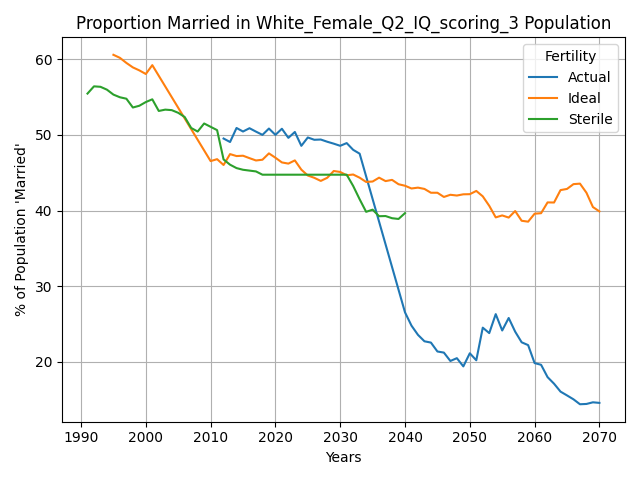 Proportion Married in White_Female_Q2_IQ_scoring_3 Population
% of Population 'Married'
60
50
40
30
20
Fertility
Actual
Ideal
Sterile
1990 2000 2010 2020 2030 2040 2050 2060 2070
Years